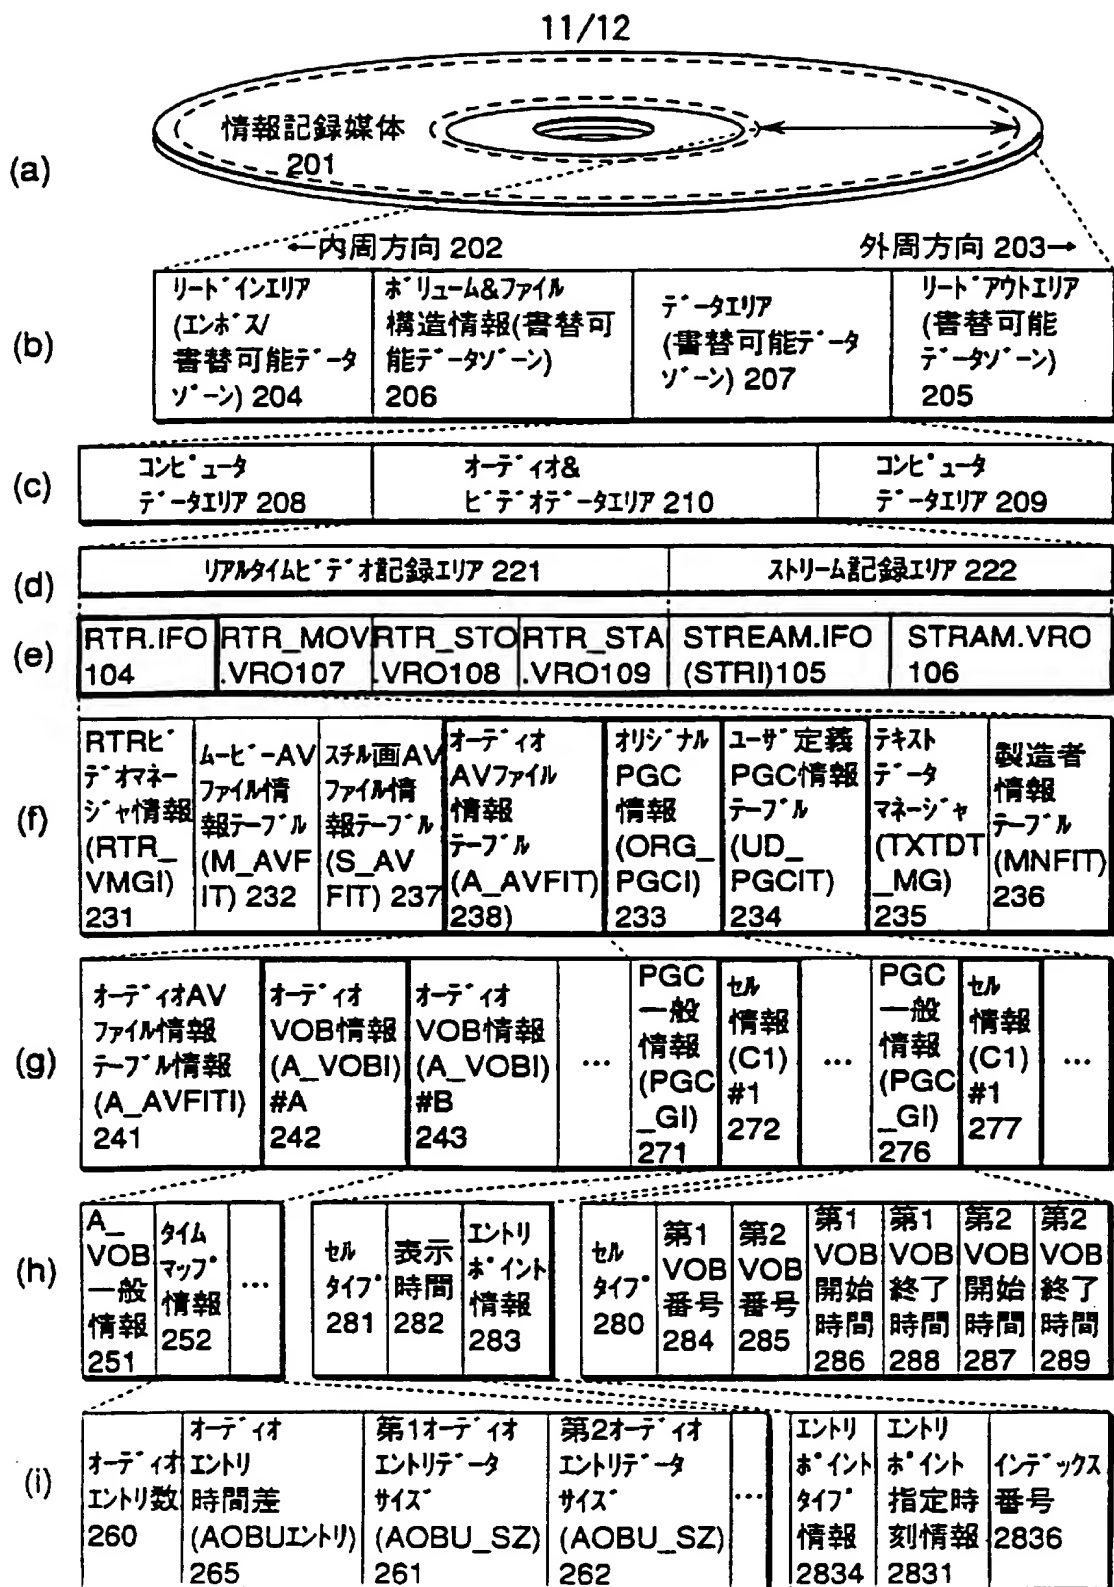 11/12
(a)
情報記録媒体
201
←内周方向 202
外周方向 203→
(b)
リードインエリア
(エンボス/
書替可能データ
ゾーン) 204
ボリューム&ファイル
構造情報(書替可
能データゾーン)
206
データエリア
(書替可能データ
ゾーン) 207
リードアウトエリア
(書替可能
データゾーン)
205
(c)
コンピュータ
データエリア 208
オーディオ&
ビデオデータエリア 210
コンピュータ
データエリア 209
(d)
リアルタイムビデオ記録エリア 221
ストリーム記録エリア 222
(e)
RTR.IFO
104
RTR_MOV
.VRO107
RTR_STO
.VRO108
RTR_STA
.VRO109
STREAM.IFO
(STRI)105
STRAM.VRO
106
(f)
RTRビ
デオマネー
ジャ情報
(RTR_
VMGI)
231
ムービーAV
ファイル情
報テーブル
(M_AVF
IT) 232
スチル画AV
ファイル情
報テーブル
(S_AV
FIT) 237
オーディオ
AVファイル
情報
テーブル
(A_AVFIT)
238)
オリジナル
PGC
情報
(ORG_
PGCI)
233
ユーザ定義
PGC情報
テーブル
(UD_
PGCIT)
234
テキスト
データ
マネージャ
(TXTDT
_MG)
235
製造者
情報
テーブル
(MNFIT)
236
(g)
オーディオAV
ファイル情報
テーブル情報
(A_AVFITI)
241
オーディオ
VOB情報
(A_VOBI)
#A
242
オーディオ
VOB情報
(A_VOBI)
#B
243
...
PGC
一般
情報
(PGC
_GI)
271
セル
情報
(C1)
#1
272
...
PGC
一般
情報
(PGC
_GI)
276
セル
情報
(C1)
#1
277
...
(h)
A_
VOB
一般
情報
251
タイム
マップ
情報
252
...
セル
タイプ
281
表示
時間
282
エントリ
ポイント
情報
283
セル
タイプ
280
第1
VOB
番号
284
第2
VOB
番号
285
第1
VOB
開始
時間
286
第1
VOB
終了
時間
288
第2
VOB
開始
時間
287
第2
VOB
終了
時間
289
(i)
オーディオ
エントリ数
260
オーディオ
エントリ
時間差
(AOBUエントリ)
265
第1オーディオ
エントリデータ
サイズ
(AOBU_SZ)
261
第2オーディオ
エントリデータ
サイズ
(AOBU_SZ)
262
...
エントリ
ポイント
タイプ
情報
2834
エントリ
ポイント
指定時
刻情報
2831
インデックス
番号
2836